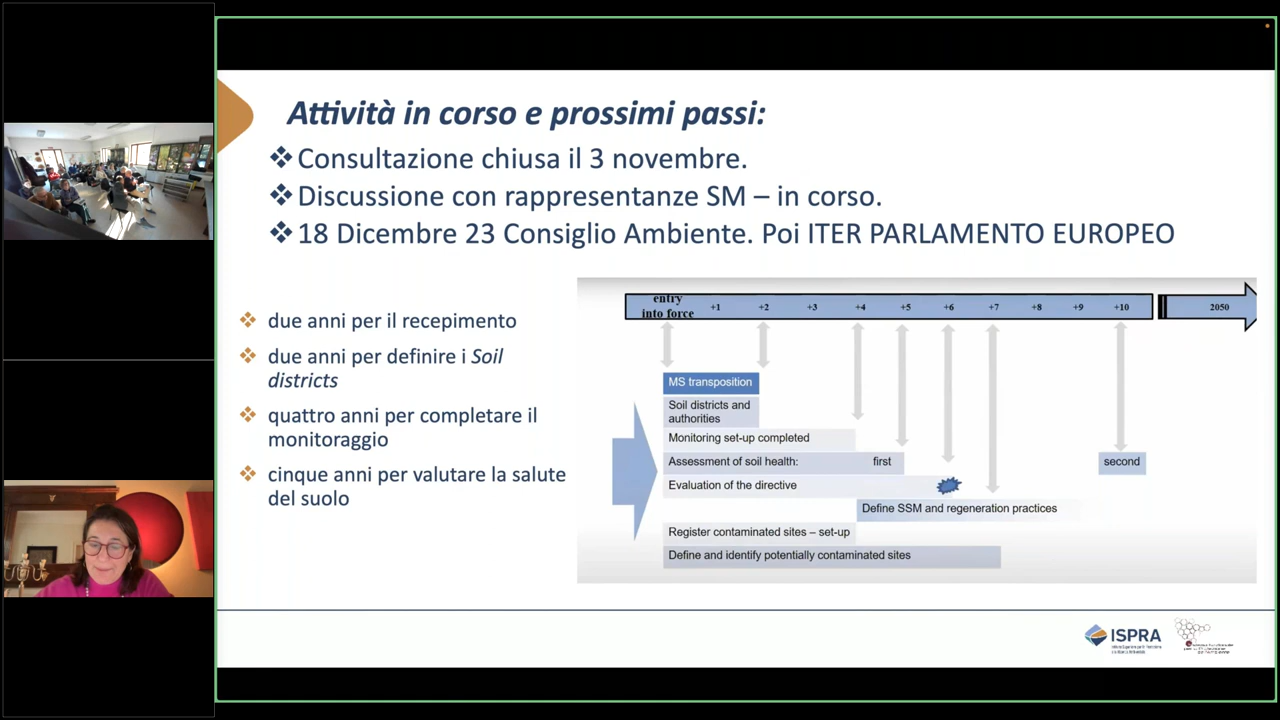 Attività in corso e prossimi passi:
❖Consultazione chiusa il 3 novembre.
❖Discussione con rappresentanze SM – in corso.
❖18 Dicembre 23 Consiglio Ambiente. Poi ITER PARLAMENTO EUROPEO
❖ due anni per il recepimento
❖ due anni per definire i Soil
districts
❖ quattro anni per completare il
monitoraggio
❖ cinque anni per valutare la salute
del suolo
entry
into force +1 +2 +3 +4 +5 +6 +7 +8 +9 +10 2050
MS transposition
Soil districts and
authorities
Monitoring set-up completed
Assessment of soil health: first second
Evaluation of the directive
Define SSM and regeneration practices
Register contaminated sites – set-up
Define and identify potentially contaminated sites
ISPRA